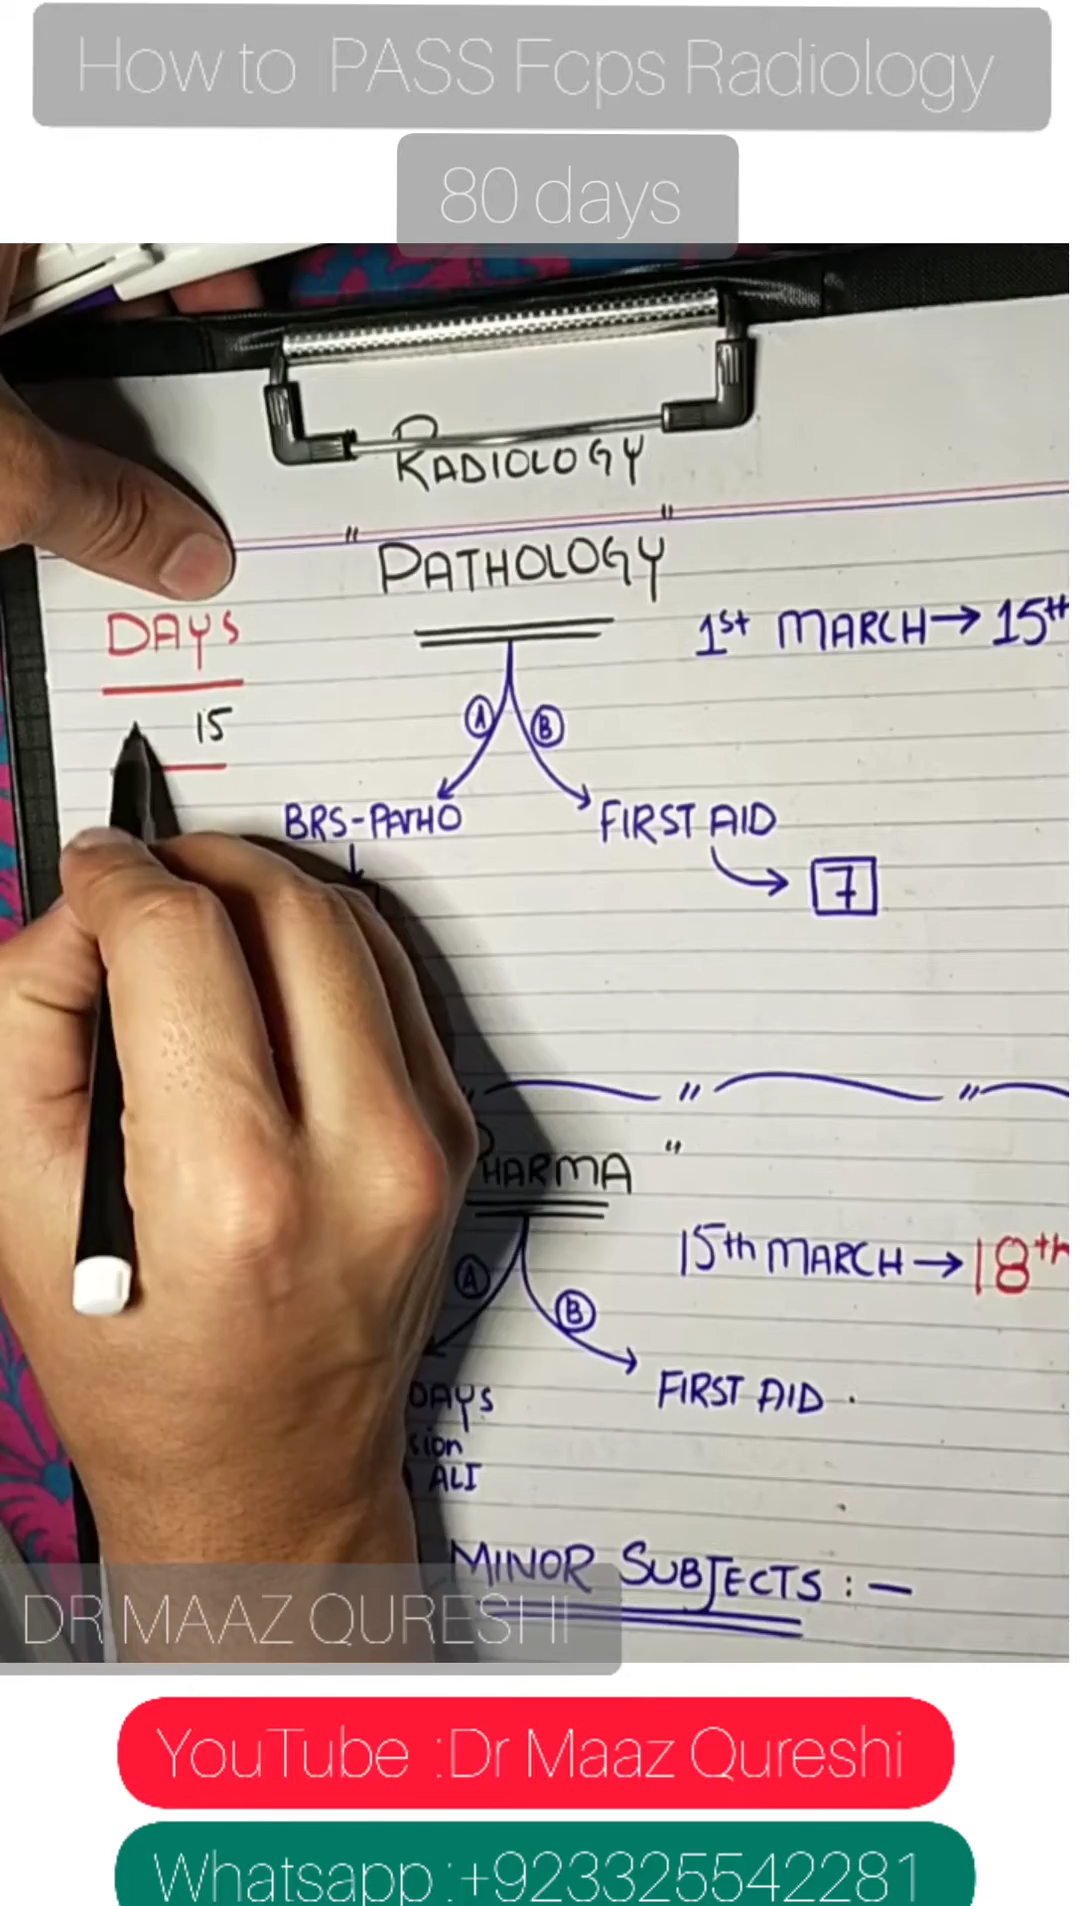 How to PASS Fcps Radiology
80 days
RADIOLOGY
"PATHOLOGY"
DAYS
1st MARCH → 15th
15
A B
BRS-PATHO
FIRST AID
7
PHARMA "
15th MARCH → 18th
A
B
DAYS
FIRST AID .
ALI
MINOR SUBJECTS : —
DR MAAZ QURESHI
YouTube :Dr Maaz Qureshi
Whatsapp :+923325542281